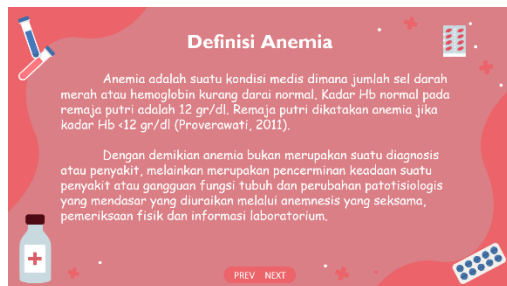 Definisi Anemia
Anemia adalah suatu kondisi medis dimana jumlah sel darah
merah atau hemoglobin kurang darai normal. Kadar Hb normal pada
remaja putri adalah 12 gr/dl. Remaja putri dikatakan anemia jika
kadar Hb <12 gr/dl (Proverawati, 2011).
Dengan demikian anemia bukan merupakan suatu diagnosis
atau penyakit, melainkan merupakan pencerminan keadaan suatu
penyakit atau gangguan fungsi tubuh dan perubahan patotisiologis
yang mendasar yang diuraikan melalui anemnesis yang seksama,
pemeriksaan fisik dan informasi laboratorium.
PREV NEXT